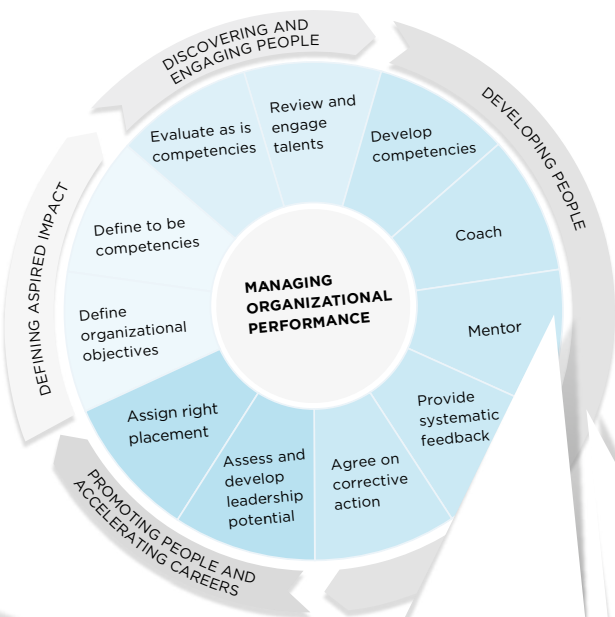 DISCOVERING AND
ENGAGING PEOPLE
DEVELOPING PEOPLE
DEFINING ASPIRED IMPACT
PROMOTING PEOPLE AND
ACCELERATING CAREERS
Evaluate as is
competencies
Review and
engage
talents
Develop
competencies
Coach
Mentor
Provide
systematic
feedback
Agree on
corrective
action
Assess and
develop
leadership
potential
Assign right
placement
Define
organizational
objectives
Define to be
competencies
MANAGING
ORGANIZATIONAL
PERFORMANCE